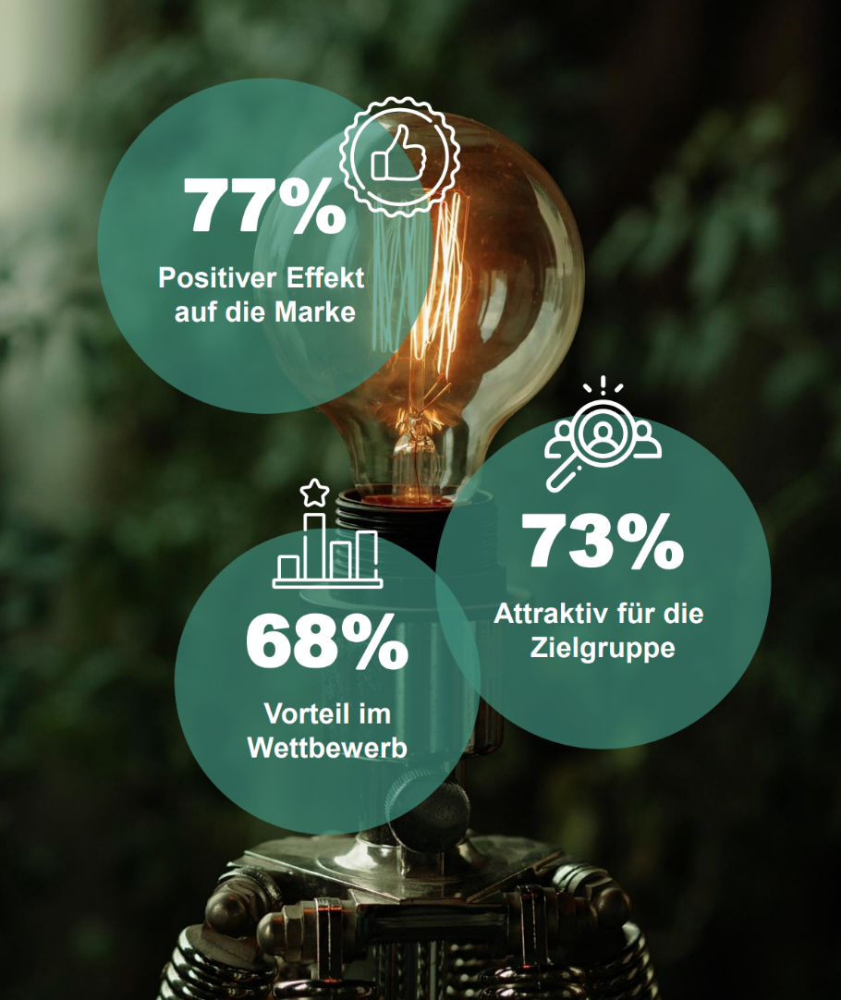 77%
Positiver Effekt
auf die Marke
73%
Attraktiv für die
Zielgruppe
68%
Vorteil im
Wettbewerb